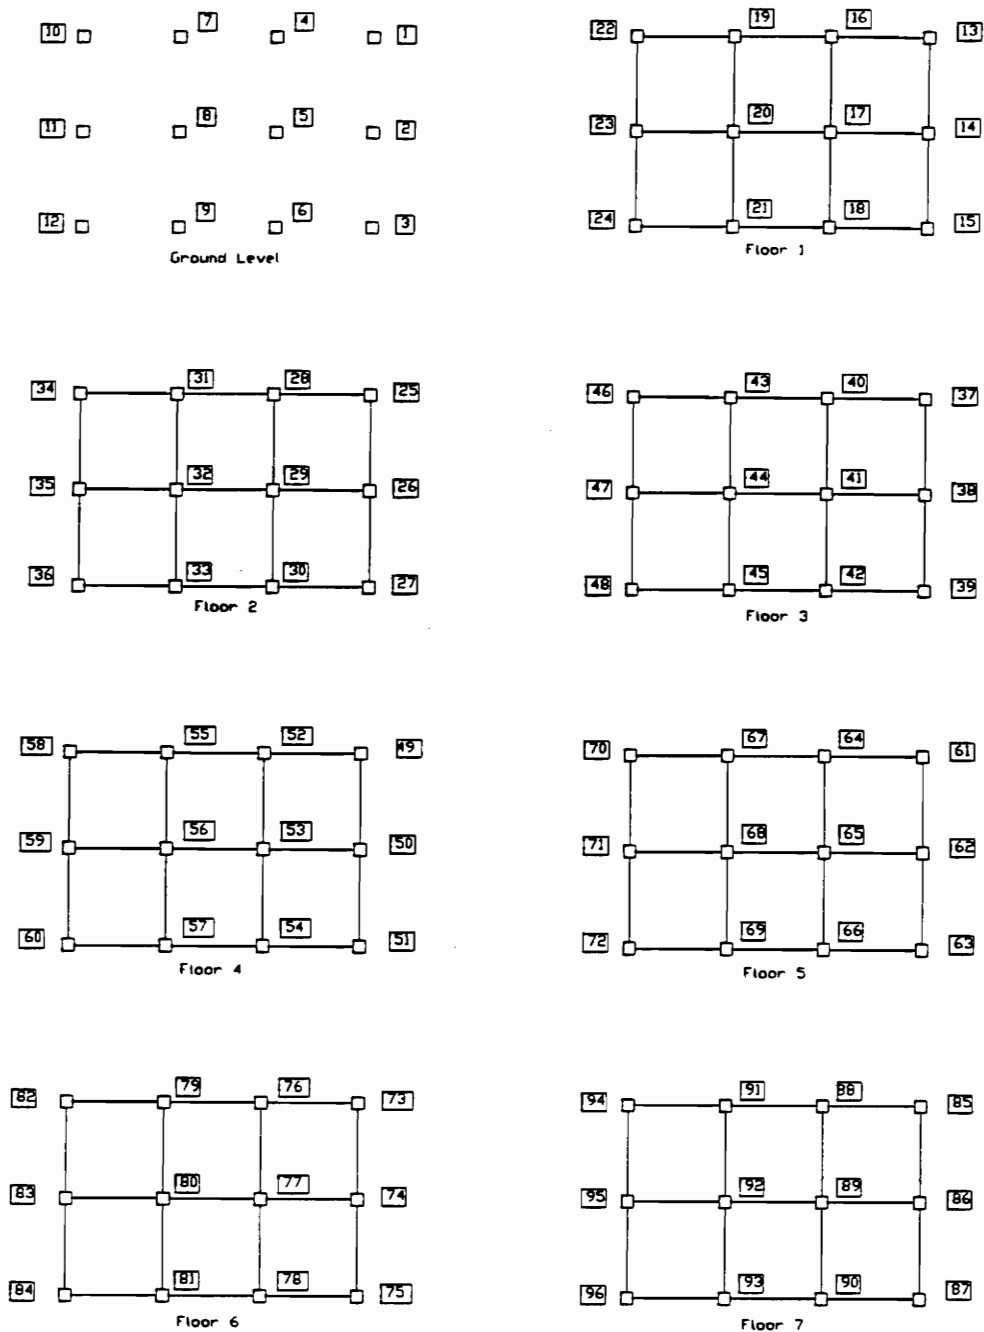 10 7 4 1
11 8 5 2
12 9 6 3
Ground Level
22 19 16 13
23 20 17 14
24 21 18 15
Floor 1
34 31 28 25
35 32 29 26
36 33 30 27
Floor 2
46 43 40 37
47 44 41 38
48 45 42 39
Floor 3
58 55 52 49
59 56 53 50
60 57 54 51
Floor 4
70 67 64 61
71 68 65 62
72 69 66 63
Floor 5
82 79 76 73
83 80 77 74
84 81 78 75
Floor 6
94 91 88 85
95 92 89 86
96 93 90 87
Floor 7